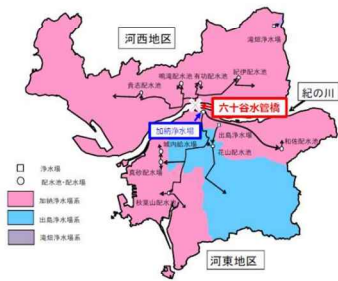 河西地区
滝畑浄水場
鳴滝配水池
有功配水池
紀伊配水池
貴志配水池
紀の川
六十谷水管橋
加納浄水場
出島浄水場
和佐配水池
城内給水場
花山配水池
真砂配水場
秋葉山配水池
浄水場
配水池・配水場
加納浄水場系
出島浄水場系
滝畑浄水場系
河東地区